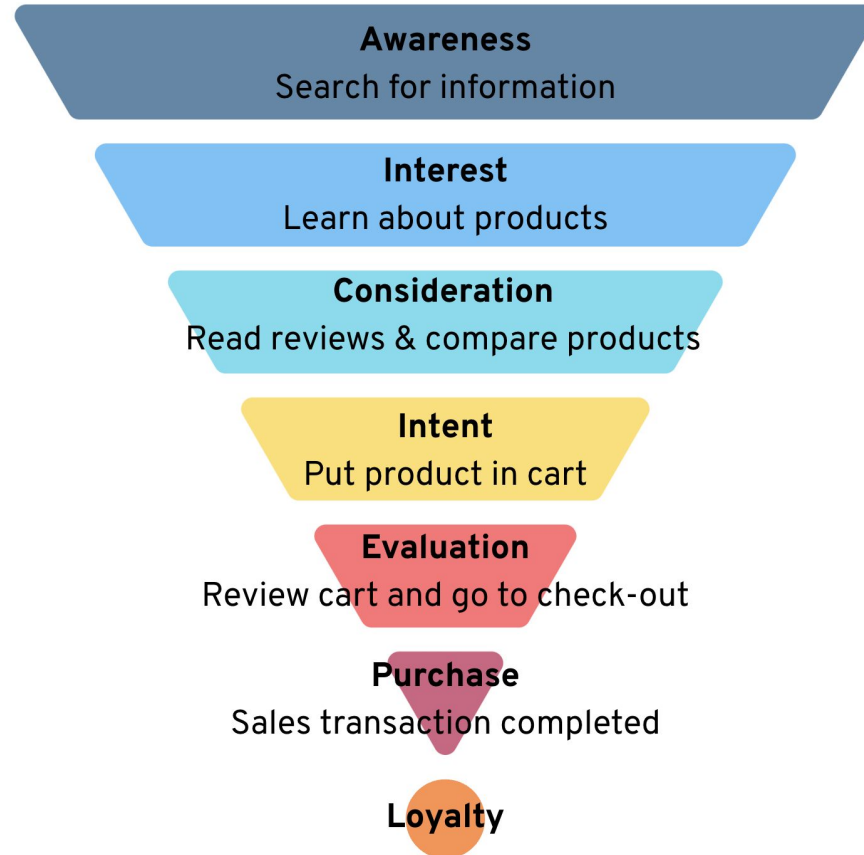 Awareness
Search for information
Interest
Learn about products
Consideration
Read reviews & compare products
Intent
Put product in cart
Evaluation
Review cart and go to check-out
Purchase
Sales transaction completed
Loyalty